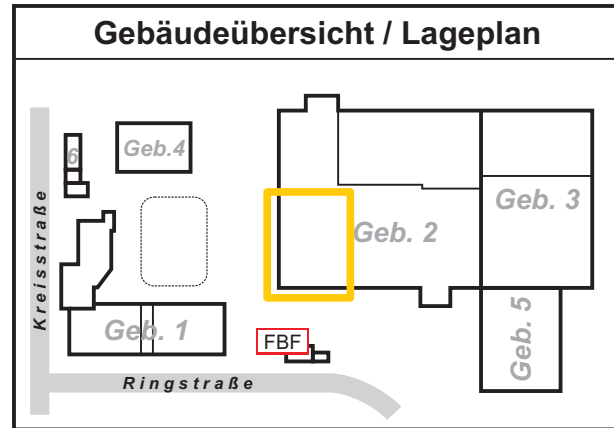 Gebäudeübersicht / Lageplan
6
Geb.4
Geb. 2
Geb. 3
Kreisstraße
Geb. 1
FBF
Geb. 5
Ringstraße